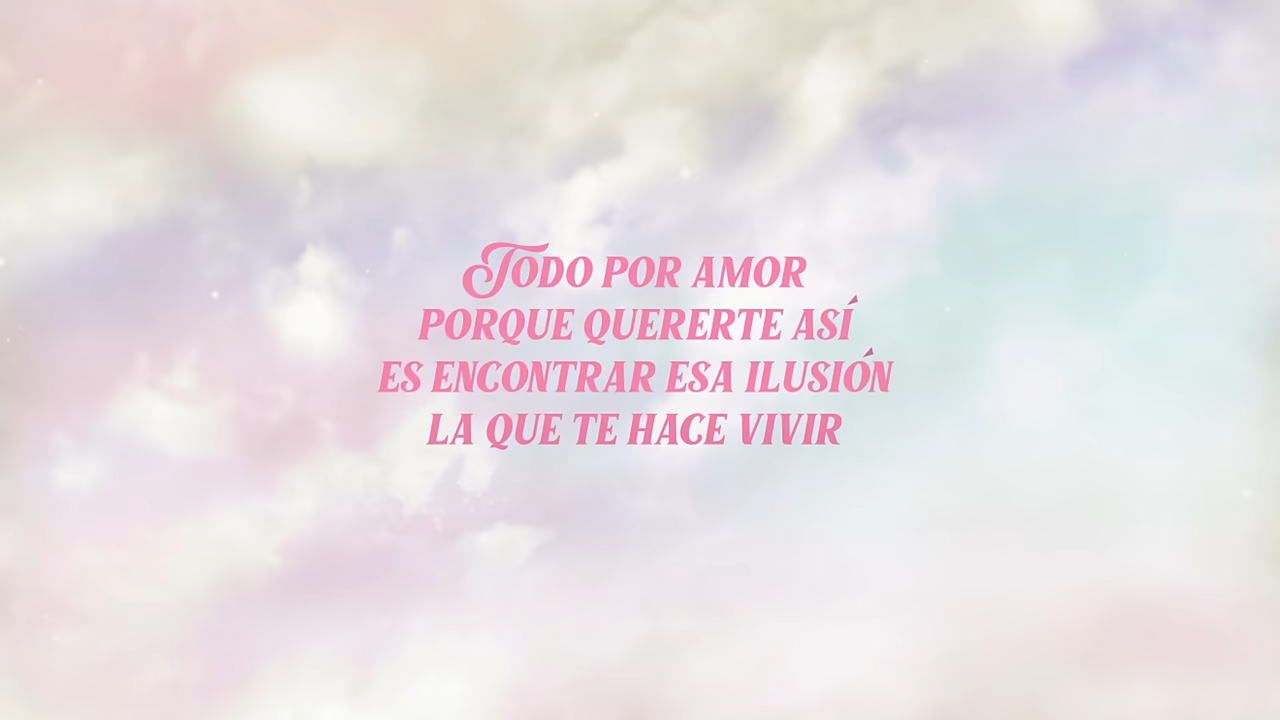 TODO POR AMOR
PORQUE QUERERTE ASÍ
ES ENCONTRAR ESA ILUSIÓN
LA QUE TE HACE VIVIR